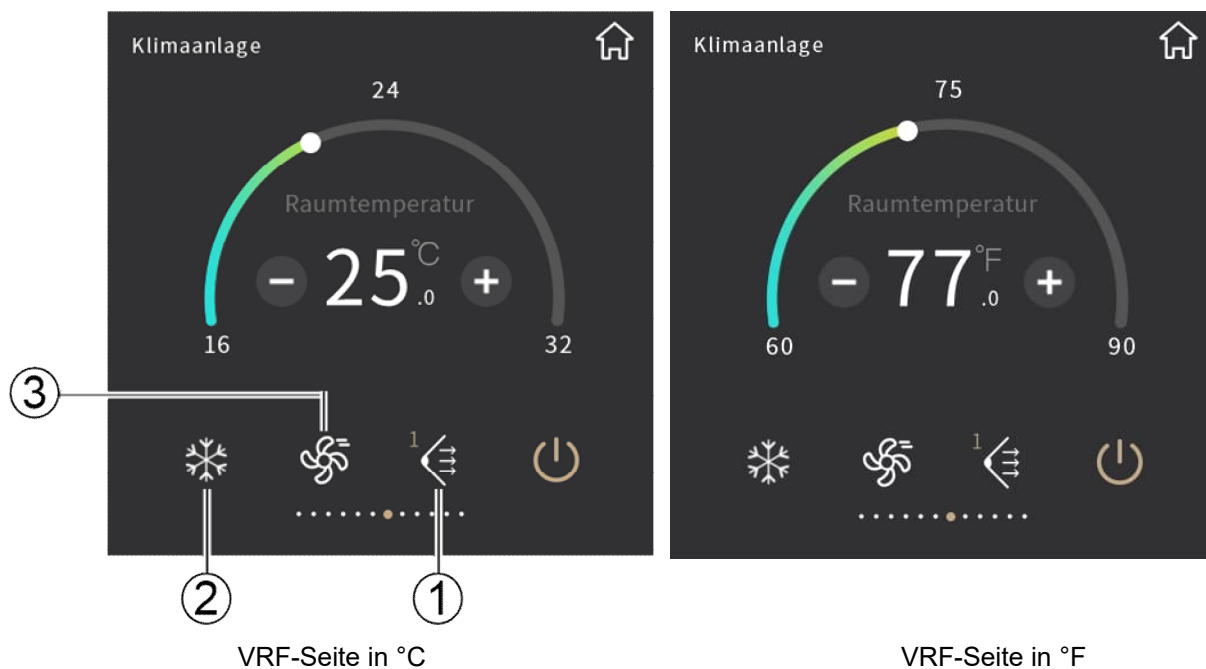 Klimaanlage
24
Raumtemperatur
25.0 °C
16
32
3
1
2
1
VRF-Seite in °C
Klimaanlage
75
Raumtemperatur
77.0 °F
60
90
1
VRF-Seite in °F